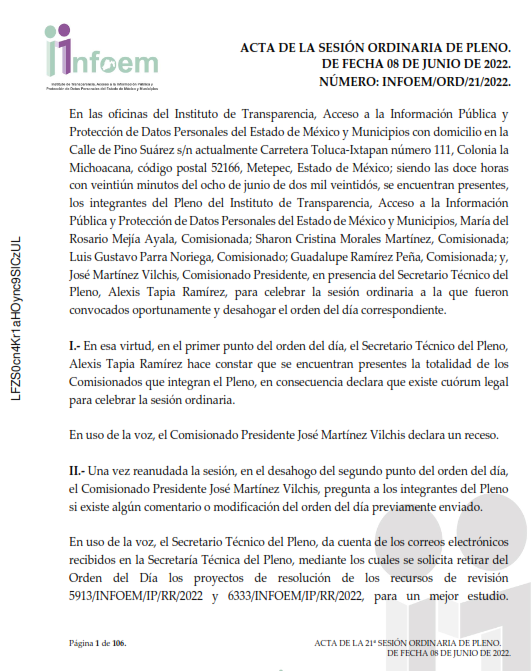 infoem
Instituto de Transparencia, Acceso a la Información Pública y
Protección de Datos Personales del Estado de México y Municipios
ACTA DE LA SESIÓN ORDINARIA DE PLENO.
DE FECHA 08 DE JUNIO DE 2022.
NÚMERO: INFOEM/ORD/21/2022.
En las oficinas del Instituto de Transparencia, Acceso a la Información Pública y
Protección de Datos Personales del Estado de México y Municipios con domicilio en la
Calle de Pino Suárez s/n actualmente Carretera Toluca-Ixtapan número 111, Colonia la
Michoacana, código postal 52166, Metepec, Estado de México; siendo las doce horas
con veintiún minutos del ocho de junio de dos mil veintidós, se encuentran presentes,
los integrantes del Pleno del Instituto de Transparencia, Acceso a la Información
Pública y Protección de Datos Personales del Estado de México y Municipios, María del
Rosario Mejía Ayala, Comisionada; Sharon Cristina Morales Martínez, Comisionada;
Luis Gustavo Parra Noriega, Comisionado; Guadalupe Ramírez Peña, Comisionada; y,
José Martínez Vilchis, Comisionado Presidente, en presencia del Secretario Técnico del
Pleno, Alexis Tapia Ramírez, para celebrar la sesión ordinaria a la que fueron
convocados oportunamente y desahogar el orden del día correspondiente.
LFZS0cn4Kr1aHOync9SICzUL
I.- En esa virtud, en el primer punto del orden del día, el Secretario Técnico del Pleno,
Alexis Tapia Ramírez hace constar que se encuentran presentes la totalidad de los
Comisionados que integran el Pleno, en consecuencia declara que existe cuórum legal
para celebrar la sesión ordinaria.
En uso de la voz, el Comisionado Presidente José Martínez Vilchis declara un receso.
II.- Una vez reanudada la sesión, en el desahogo del segundo punto del orden del día,
el Comisionado Presidente José Martínez Vilchis, pregunta a los integrantes del Pleno
si existe algún comentario o modificación del orden del día previamente enviado.
En uso de la voz, el Secretario Técnico del Pleno, da cuenta de los correos electrónicos
recibidos en la Secretaría Técnica del Pleno, mediante los cuales se solicita retirar del
Orden del Día los proyectos de resolución de los recursos de revisión
5913/INFOEM/IP/RR/2022 y 6333/INFOEM/IP/RR/2022, para un mejor estudio.
Página 1 de 106.
ACTA DE LA 21ª SESIÓN ORDINARIA DE PLENO.
DE FECHA 08 DE JUNIO DE 2022.